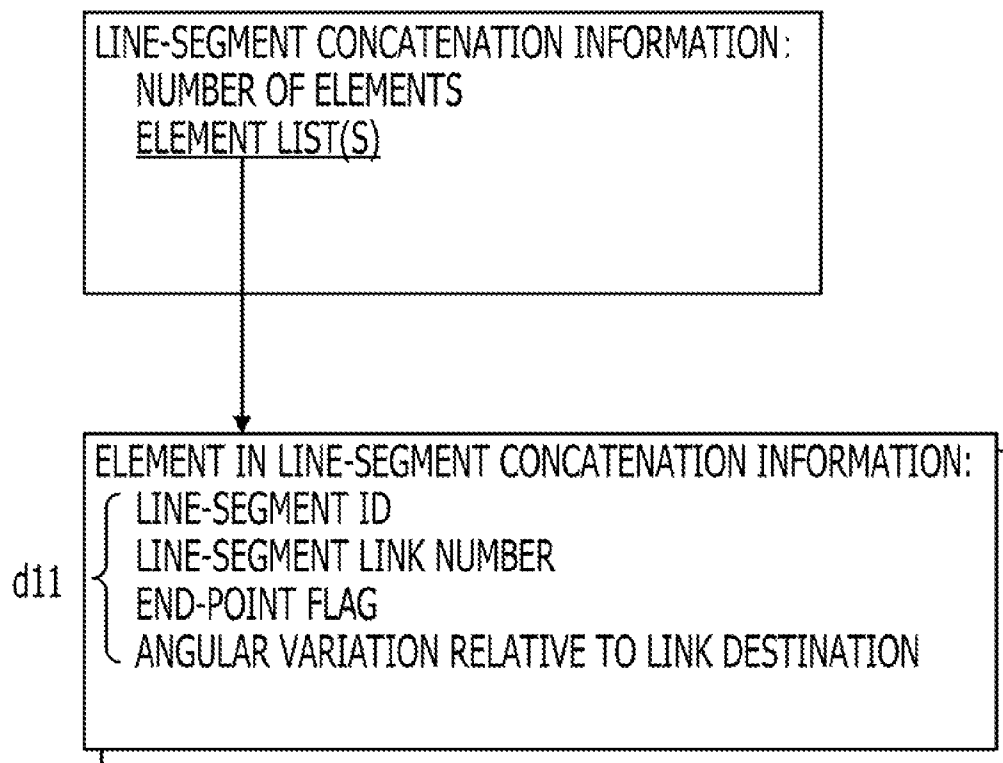 LINE-SEGMENT CONCATENATION INFORMATION:
NUMBER OF ELEMENTS
ELEMENT LIST(S)
ELEMENT IN LINE-SEGMENT CONCATENATION INFORMATION:
LINE-SEGMENT ID
LINE-SEGMENT LINK NUMBER
d11
END-POINT FLAG
ANGULAR VARIATION RELATIVE TO LINK DESTINATION